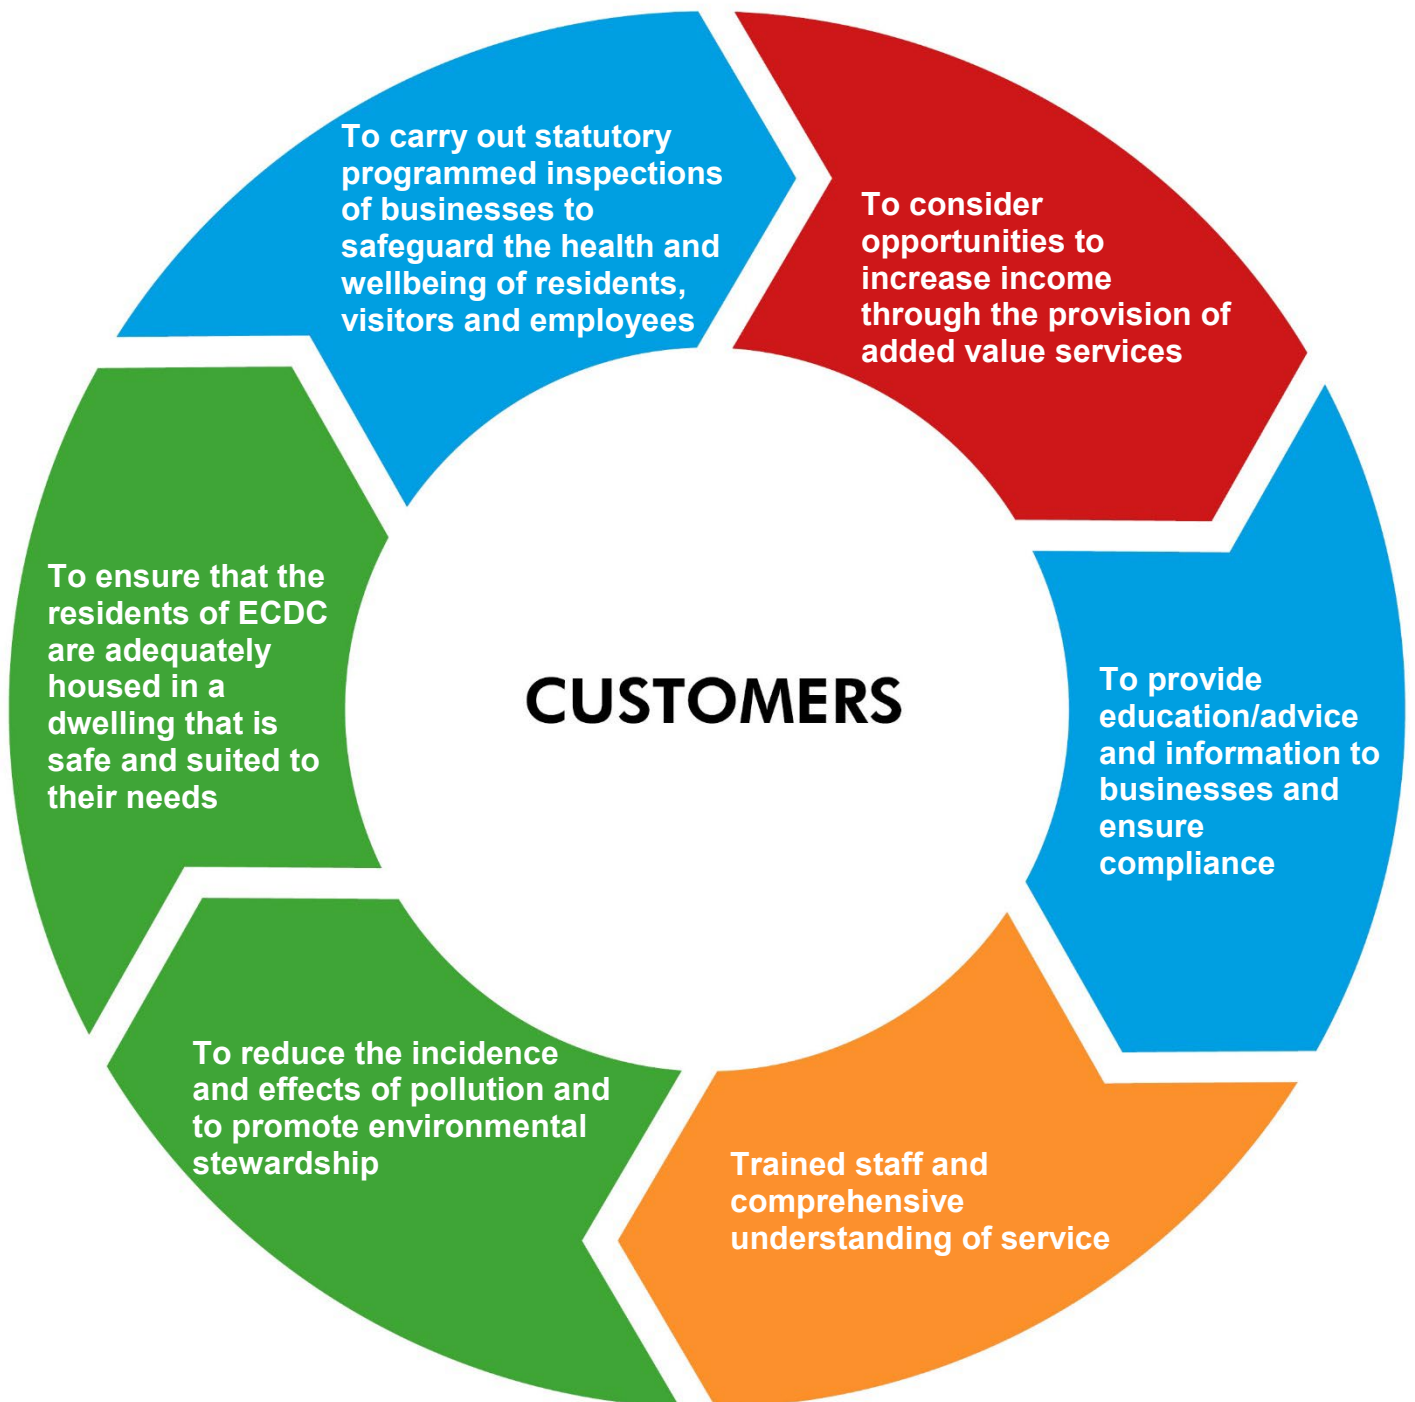 To carry out statutory
programmed inspections
of businesses to
safeguard the health and
wellbeing of residents,
visitors and employees
To consider
opportunities to
increase income
through the provision of
added value services
To provide
education/advice
and information to
businesses and
ensure
compliance
Trained staff and
comprehensive
understanding of service
To reduce the incidence
and effects of pollution and
to promote environmental
stewardship
To ensure that the
residents of ECDC
are adequately
housed in a
dwelling that is
safe and suited to
their needs
CUSTOMERS